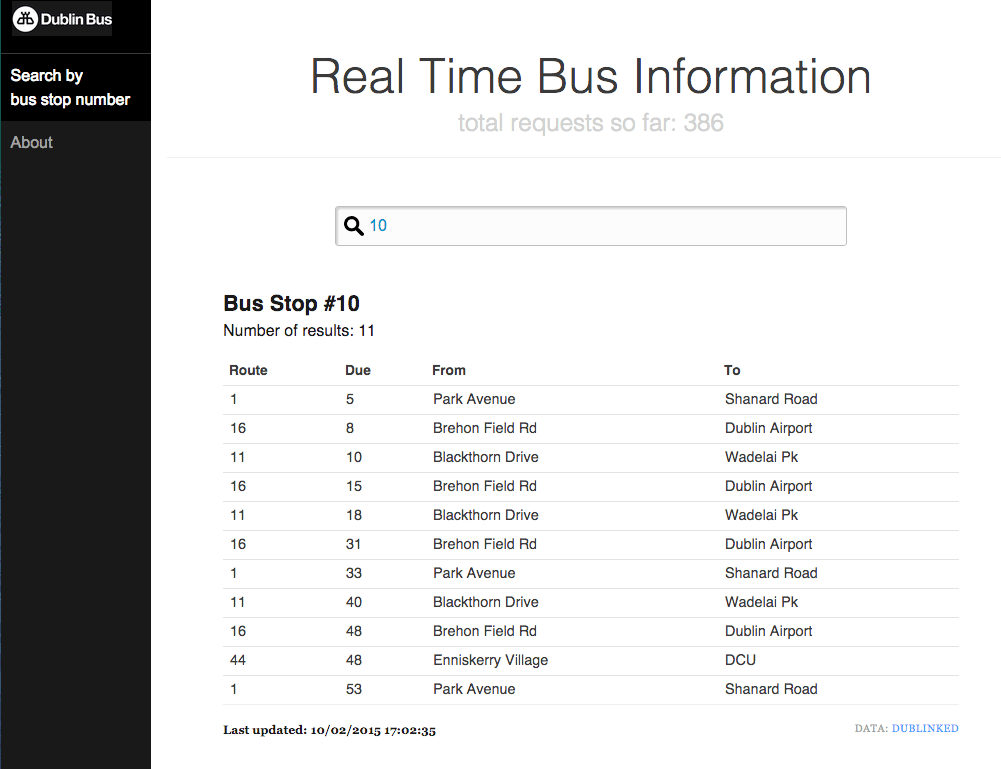 Dublin Bus
Search by
bus stop number
About
Real Time Bus Information
total requests so far: 386
10
Bus Stop #10
Number of results: 11
Route Due From To
1 5 Park Avenue Shanard Road
16 8 Brehon Field Rd Dublin Airport
11 10 Blackthorn Drive Wadelai Pk
16 15 Brehon Field Rd Dublin Airport
11 18 Blackthorn Drive Wadelai Pk
16 31 Brehon Field Rd Dublin Airport
1 33 Park Avenue Shanard Road
11 40 Blackthorn Drive Wadelai Pk
16 48 Brehon Field Rd Dublin Airport
44 48 Enniskerry Village DCU
1 53 Park Avenue Shanard Road
Last updated: 10/02/2015 17:02:35 DATA: DUBLINKED